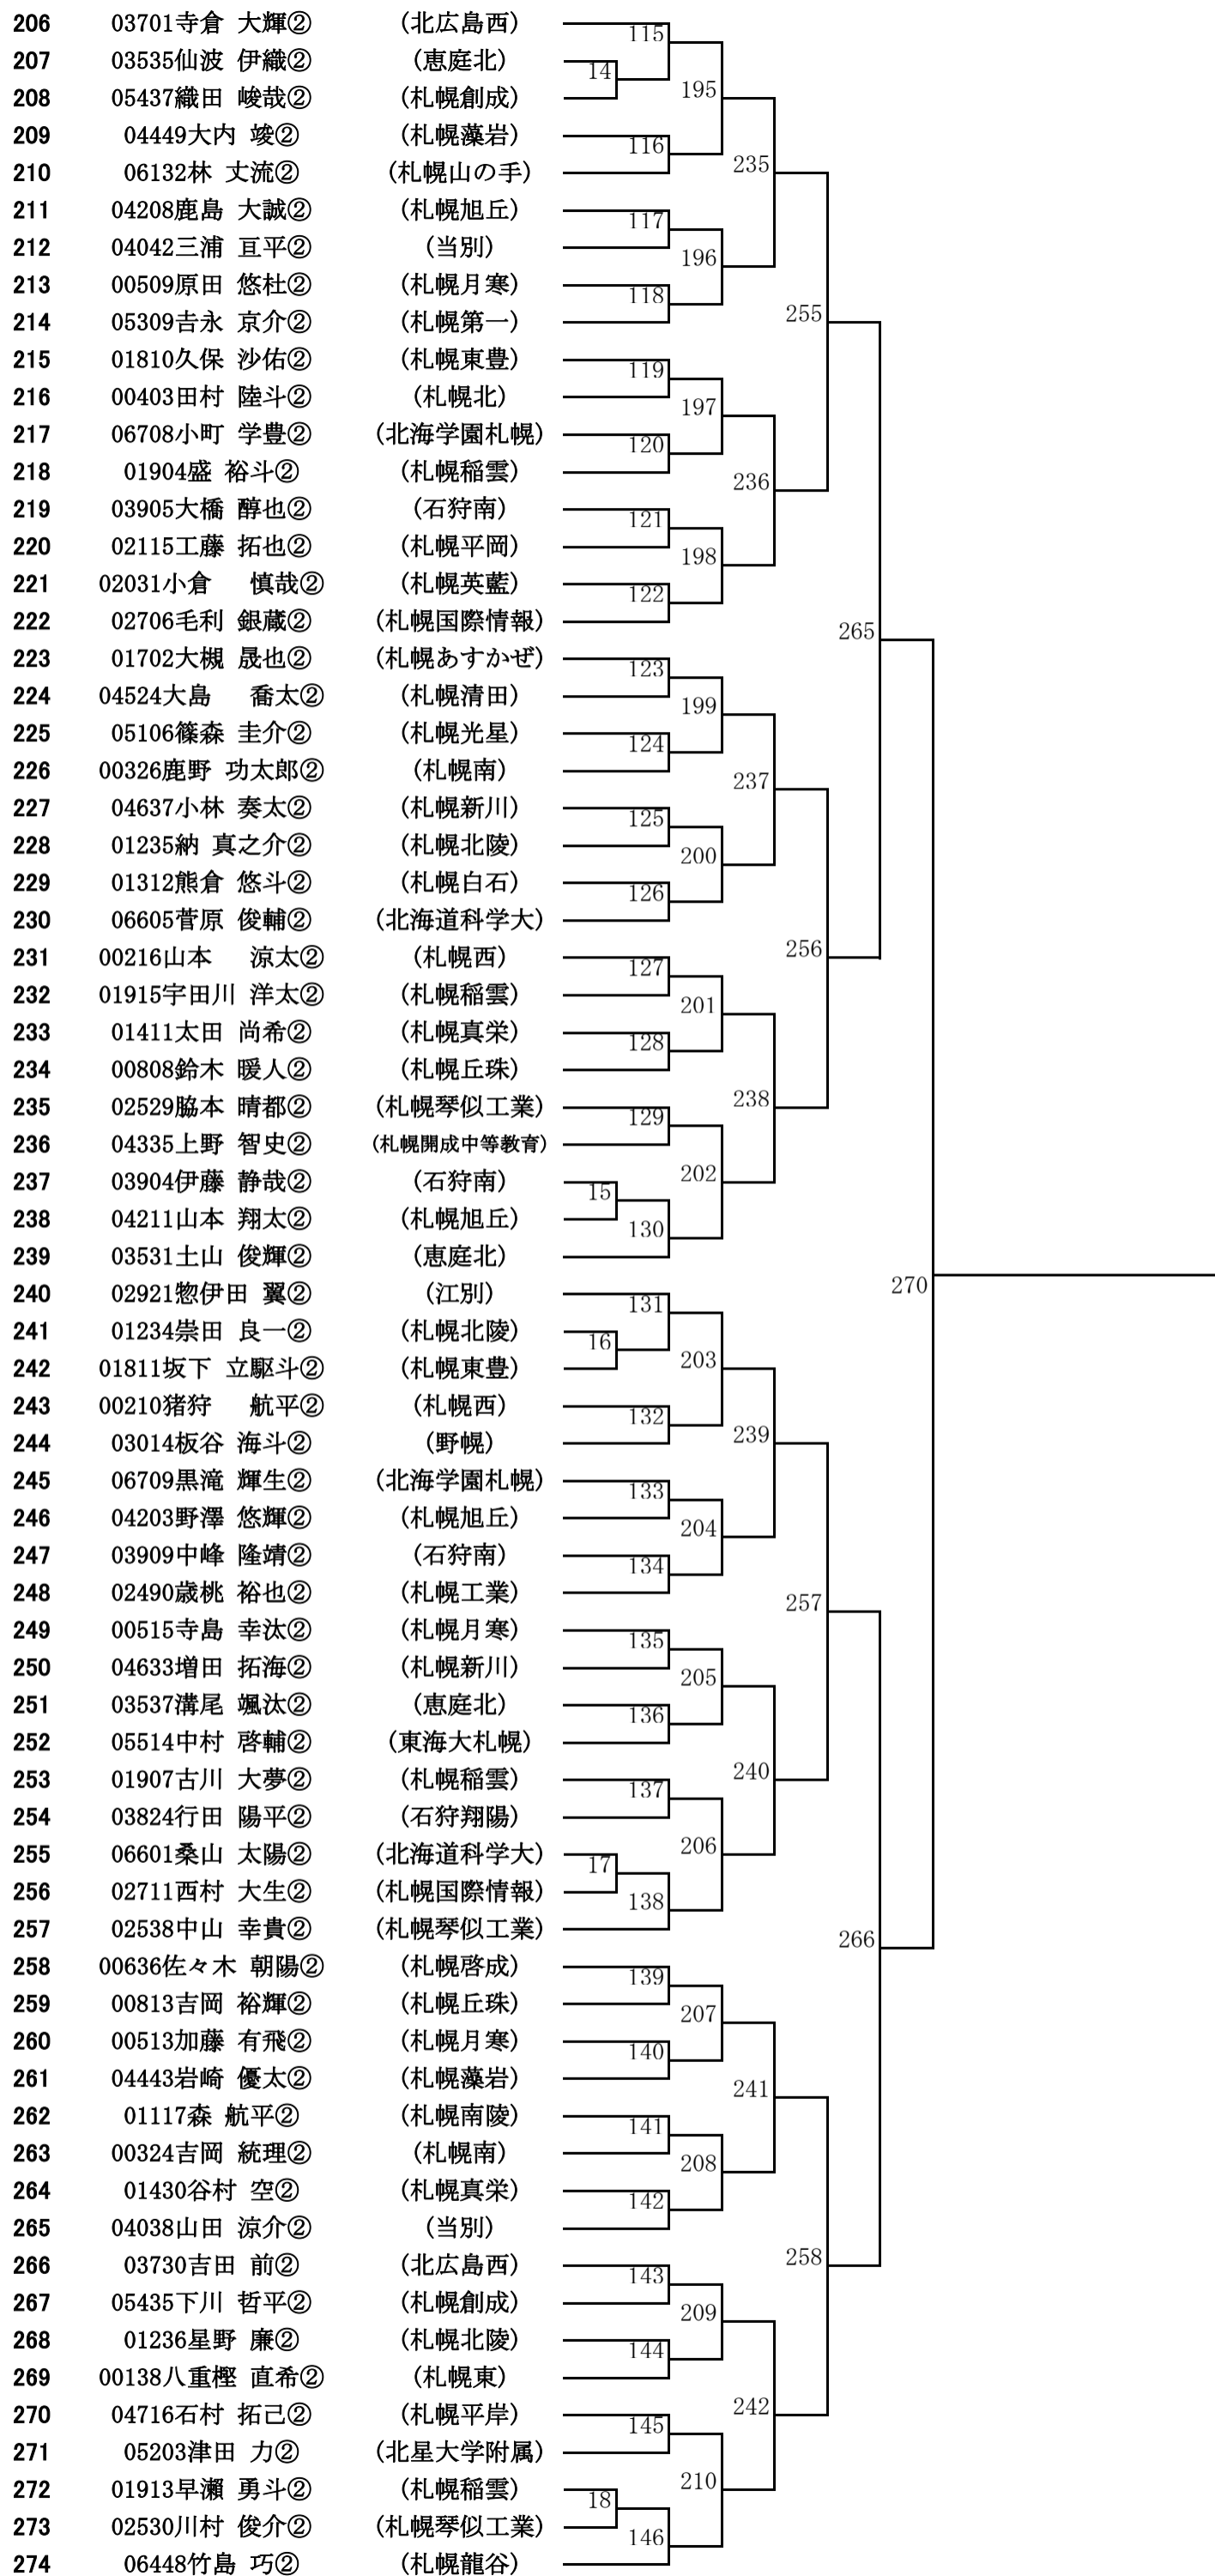 206 03701寺倉 大輝② (北広島西)
115
207 03535仙波 伊織② (恵庭北)
14
195
208 05437織田 峻哉② (札幌創成)
209 04449大内 竣② (札幌藻岩)
116
235
210 06132林 丈流② (札幌山の手)
211 04208鹿島 大誠② (札幌旭丘)
117
212 04042三浦 亘平② (当別)
196
213 00509原田 悠杜② (札幌月寒)
118
255
214 05309吉永 京介② (札幌第一)
215 01810久保 沙佑② (札幌東豊)
119
216 00403田村 陸斗② (札幌北)
197
217 06708小町 学豊② (北海学園札幌)
120
218 01904盛 裕斗② (札幌稲雲)
236
219 03905大橋 醇也② (石狩南)
121
220 02115工藤 拓也② (札幌平岡)
198
221 02031小倉 慎哉② (札幌英藍)
122
222 02706毛利 銀蔵② (札幌国際情報)
265
223 01702大槻 晟也② (札幌あすかぜ)
123
224 04524大島 喬太② (札幌清田)
199
225 05106篠森 圭介② (札幌光星)
124
226 00326鹿野 功太郎② (札幌南)
237
227 04637小林 奏太② (札幌新川)
125
228 01235納 真之介② (札幌北陵)
200
229 01312熊倉 悠斗② (札幌白石)
126
230 06605菅原 俊輔② (北海道科学大)
256
231 00216山本 涼太② (札幌西)
127
232 01915宇田川 洋太② (札幌稲雲)
201
233 01411太田 尚希② (札幌真栄)
128
234 00808鈴木 暖人② (札幌丘珠)
238
235 02529脇本 晴都② (札幌琴似工業)
129
236 04335上野 智史② (札幌開成中等教育)
202
237 03904伊藤 静哉② (石狩南)
15
238 04211山本 翔太② (札幌旭丘)
130
239 03531土山 俊輝② (恵庭北)
270
240 02921惣伊田 翼② (江別)
131
241 01234崇田 良一② (札幌北陵)
16
203
242 01811坂下 立駆斗② (札幌東豊)
243 00210猪狩 航平② (札幌西)
132
239
244 03014板谷 海斗② (野幌)
245 06709黒滝 輝生② (北海学園札幌)
133
246 04203野澤 悠輝② (札幌旭丘)
204
247 03909中峰 隆靖② (石狩南)
134
248 02490歳桃 裕也② (札幌工業)
257
249 00515寺島 幸汰② (札幌月寒)
135
250 04633増田 拓海② (札幌新川)
205
251 03537溝尾 颯汰② (恵庭北)
136
252 05514中村 啓輔② (東海大札幌)
240
253 01907古川 大夢② (札幌稲雲)
137
254 03824行田 陽平② (石狩翔陽)
206
255 06601桑山 太陽② (北海道科学大)
17
256 02711西村 大生② (札幌国際情報)
138
257 02538中山 幸貴② (札幌琴似工業)
266
258 00636佐々木 朝陽② (札幌啓成)
139
259 00813吉岡 裕輝② (札幌丘珠)
207
260 00513加藤 有飛② (札幌月寒)
140
261 04443岩崎 優太② (札幌藻岩)
241
262 01117森 航平② (札幌南陵)
141
263 00324吉岡 統理② (札幌南)
208
264 01430谷村 空② (札幌真栄)
142
265 04038山田 涼介② (当別)
258
266 03730吉田 前② (北広島西)
143
267 05435下川 哲平② (札幌創成)
209
268 01236星野 廉② (札幌北陵)
144
269 00138八重樫 直希② (札幌東)
242
270 04716石村 拓己② (札幌平岸)
145
271 05203津田 力② (北星大学附属)
210
272 01913早瀬 勇斗② (札幌稲雲)
18
273 02530川村 俊介② (札幌琴似工業)
146
274 06448竹島 巧② (札幌龍谷)